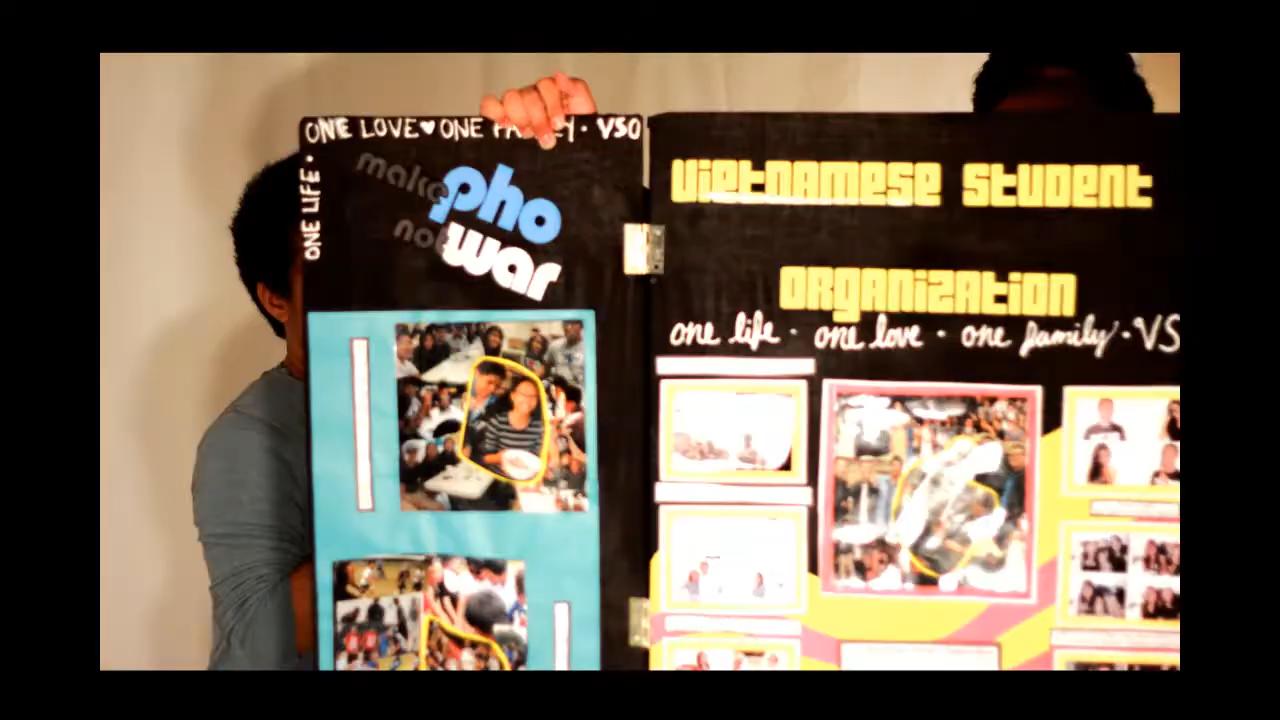 ONE LOVE♥ONE FAMILY · VSO
ONE LIFE ·
make
pho
not
war
Vietnamese Student
Organization
one life · one love · one family · VS